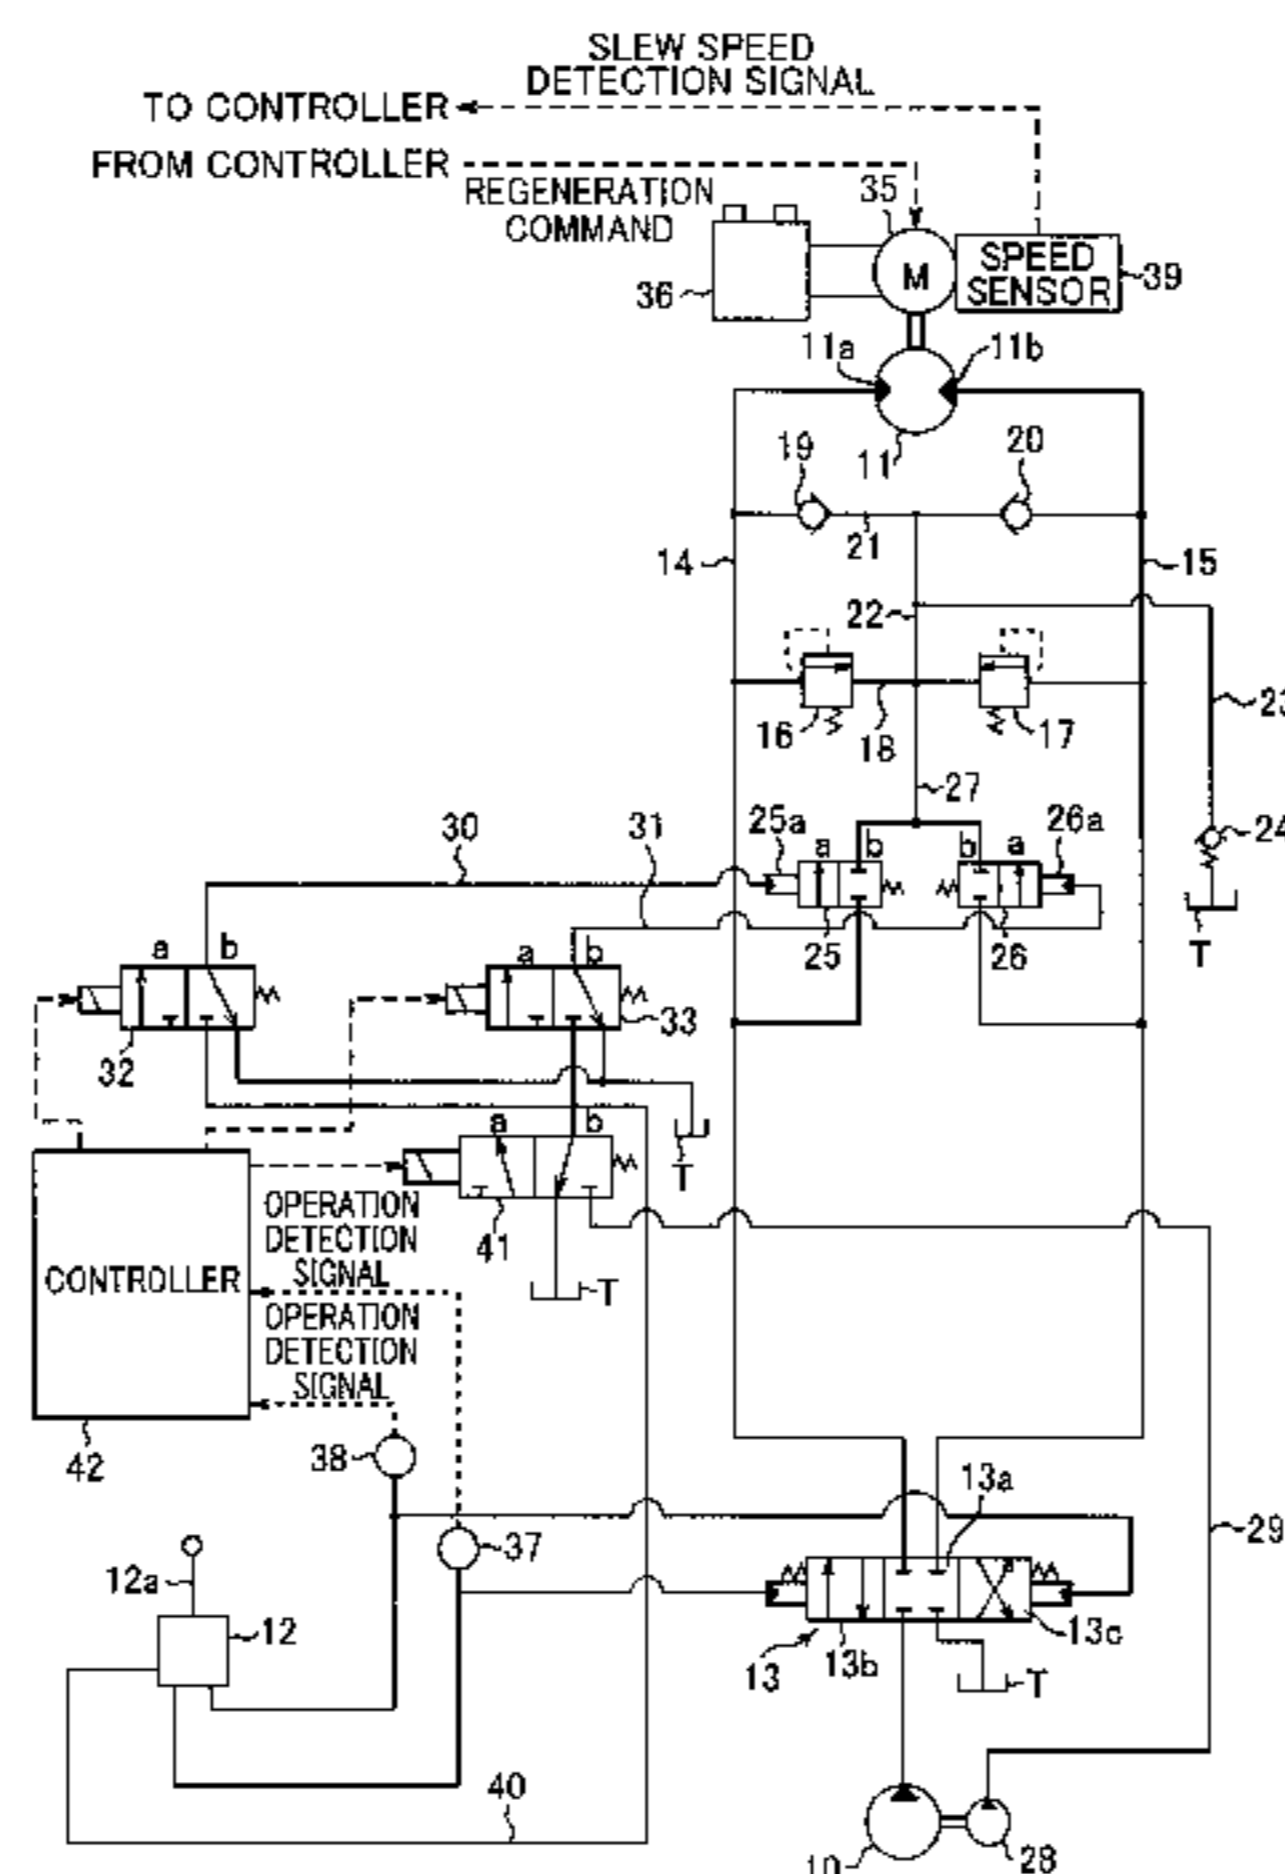 SLEW SPEED
DETECTION SIGNAL
TO CONTROLLER
FROM CONTROLLER
REGENERATION
COMMAND
35
36
M
SPEED
SENSOR
39
11a
11b
11
19
20
21
14
15
22
16
18
17
23
27
30
31
25a
26a
a
b
b
a
24
25
26
T
a
b
a
b
32
33
a
b
T
41
OPERATION
DETECTION
SIGNAL
CONTROLLER
T
OPERATION
DETECTION
SIGNAL
42
38
13a
37
29
12a
12
13
13b
13c
T
40
10
28